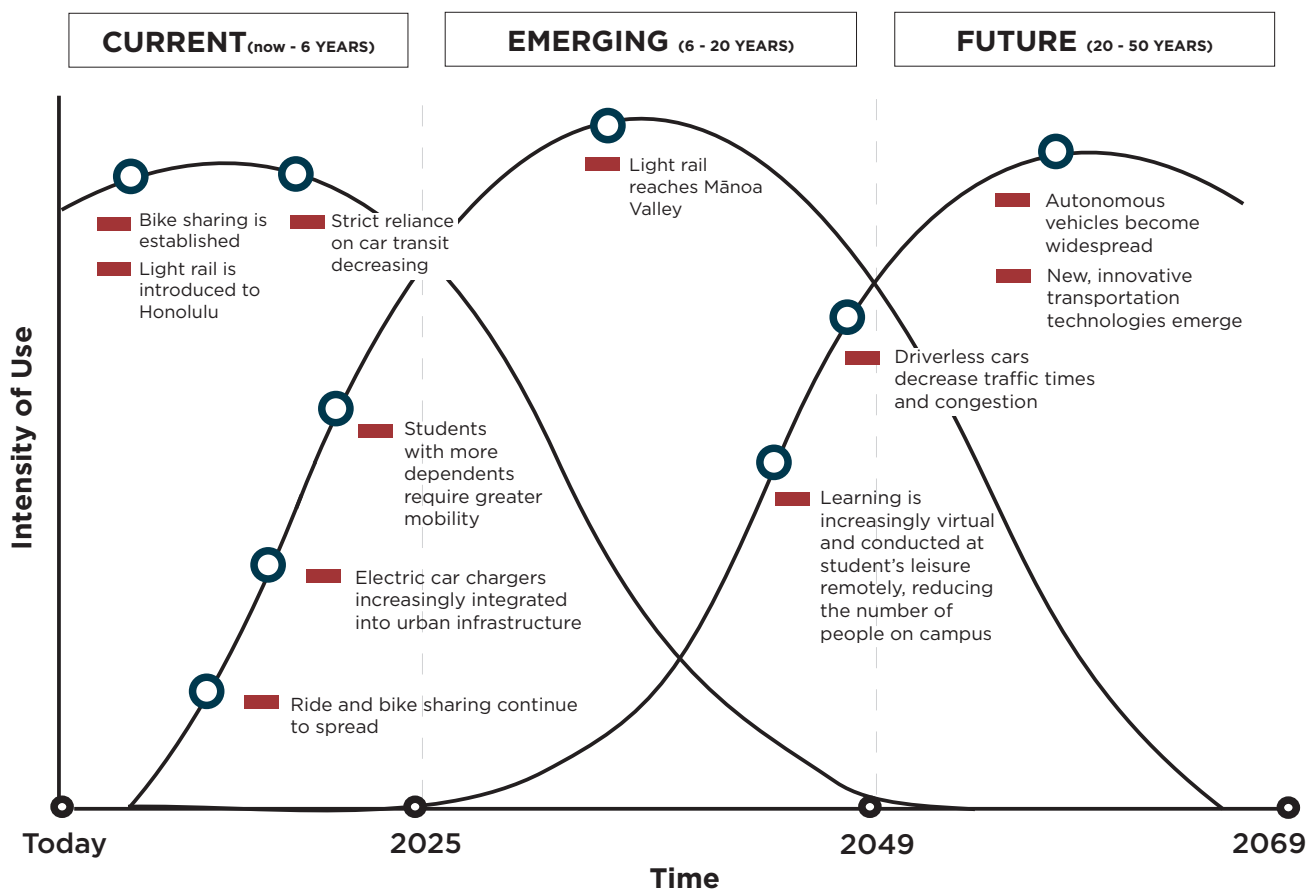 CURRENT (now - 6 YEARS)
EMERGING (6 - 20 YEARS)
FUTURE (20 - 50 YEARS)
Intensity of Use
Bike sharing is
established
Light rail is
introduced to
Honolulu
Strict reliance
on car transit
decreasing
Light rail
reaches Mānoa
Valley
Autonomous
vehicles become
widespread
New, innovative
transportation
technologies emerge
Driverless cars
decrease traffic times
and congestion
Students
with more
dependents
require greater
mobility
Learning is
increasingly virtual
and conducted at
student’s leisure
remotely, reducing
the number of
people on campus
Electric car chargers
increasingly integrated
into urban infrastructure
Ride and bike sharing continue
to spread
Today
2025
2049
2069
Time